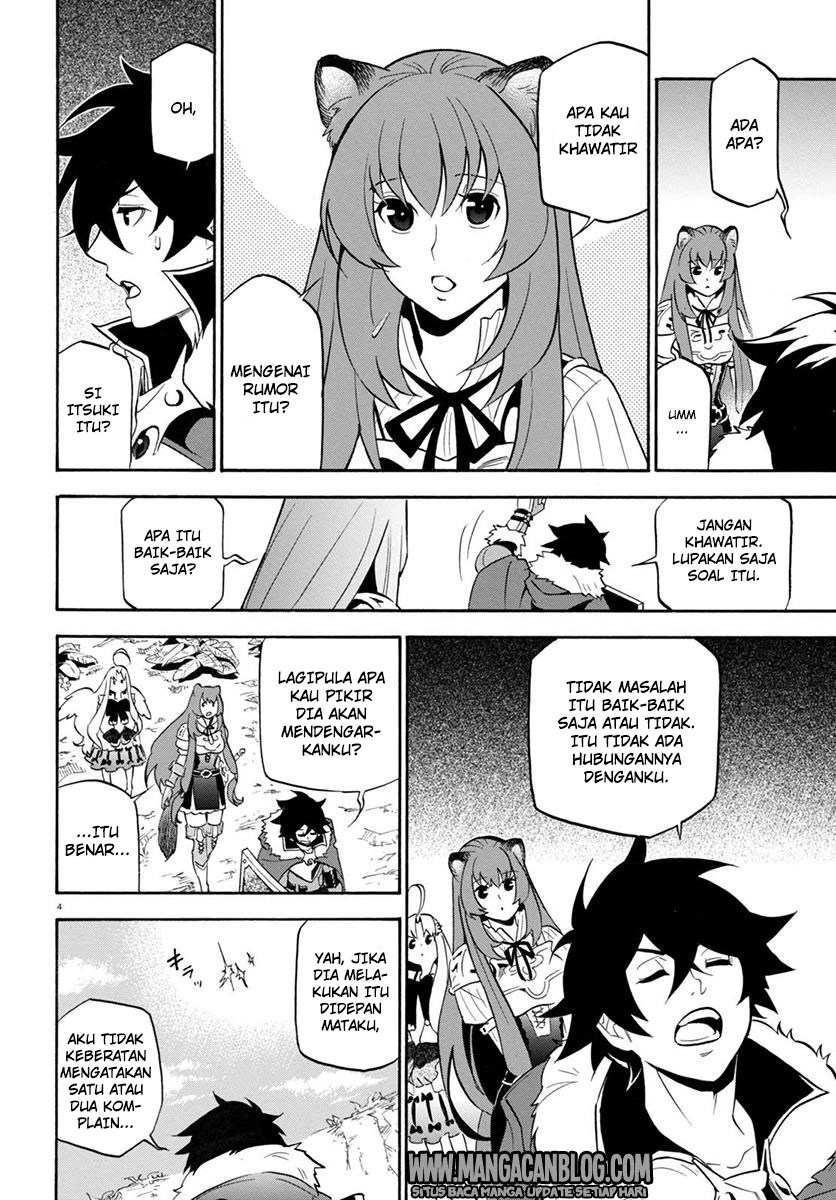 ADA
APA?
UMM
...
APA KAU
TIDAK
KHAWATIR
MENGENAI
RUMOR
ITU?
OH,
SI
ITSUKI
ITU?
JANGAN
KHAWATIR.
LUPAKAN SAJA
SOAL ITU.
APA ITU
BAIK-BAIK
SAJA?
TIDAK MASALAH
ITU BAIK-BAIK
SAJA ATAU TIDAK.
ITU TIDAK ADA
HUBUNGANNYA
DENGANKU.
LAGIPULA APA
KAU PIKIR
DIA AKAN
MENDENGAR-
KANKU?
...ITU
BENAR...
4
YAH, JIKA
DIA MELA-
KUKAN ITU
DIDEPAN
MATAKU,
AKU TIDAK
KEBERATAN
MENGATAKAN
SATU ATAU
DUA KOM-
PLAIN...
WWW.MANGACANBLOG.COM
SITUS BACA MANGA UPDATE SETIAP HARI